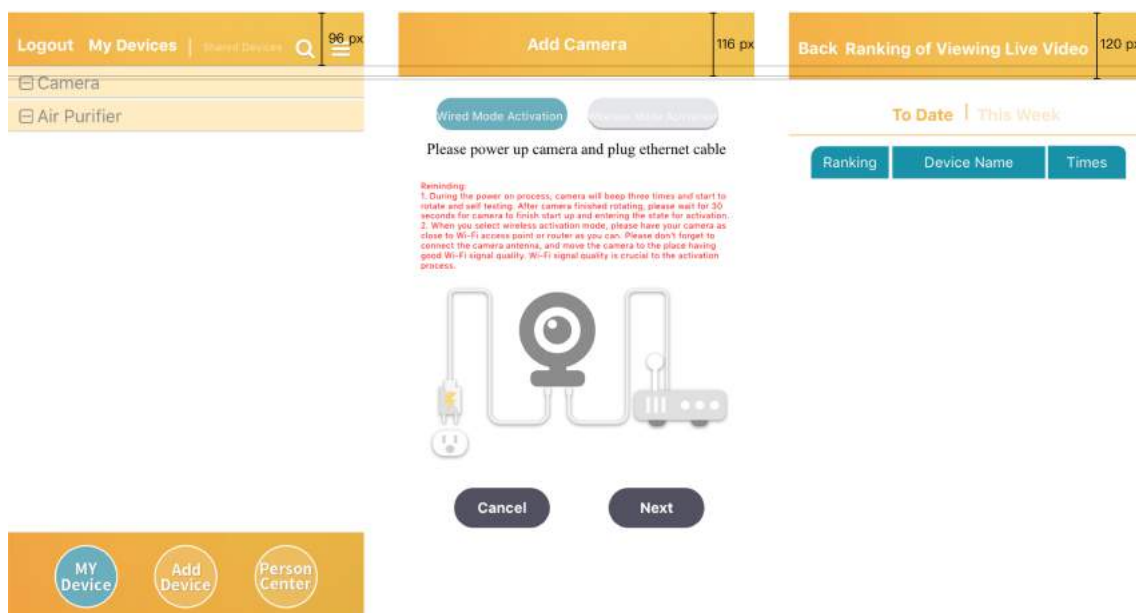 Logout My Devices | Shared Devices
96 px
Camera
Air Purifier
MY Device
Add Device
Person Center
Add Camera
116 px
Wired Mode Activation
Wireless Mode Activation
Please power up camera and plug ethernet cable
Reminding:
1. During the power on process, camera will beep three times and start to
rotate and self testing. After camera finished rotating, please wait for 30
seconds for camera to finish start up and entering the state for activation.
2. When you select wireless activation mode, please have your camera as
close to Wi-Fi access point or router as you can. Please don't forget to
connect the camera antenna, and move the camera to the place having
good Wi-Fi signal quality. Wi-Fi signal quality is crucial to the activation
process.
Cancel
Next
Back Ranking of Viewing Live Video
120 px
To Date | This Week
Ranking Device Name Times